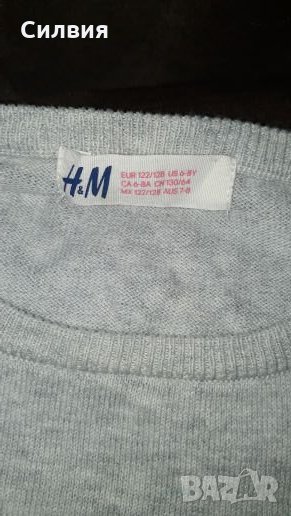 Силвия
H&M
EUR 122/128 US 6-8Y
CA 6-8A CN 130/64
MX 122/128 AUS 7-8
BAZAR